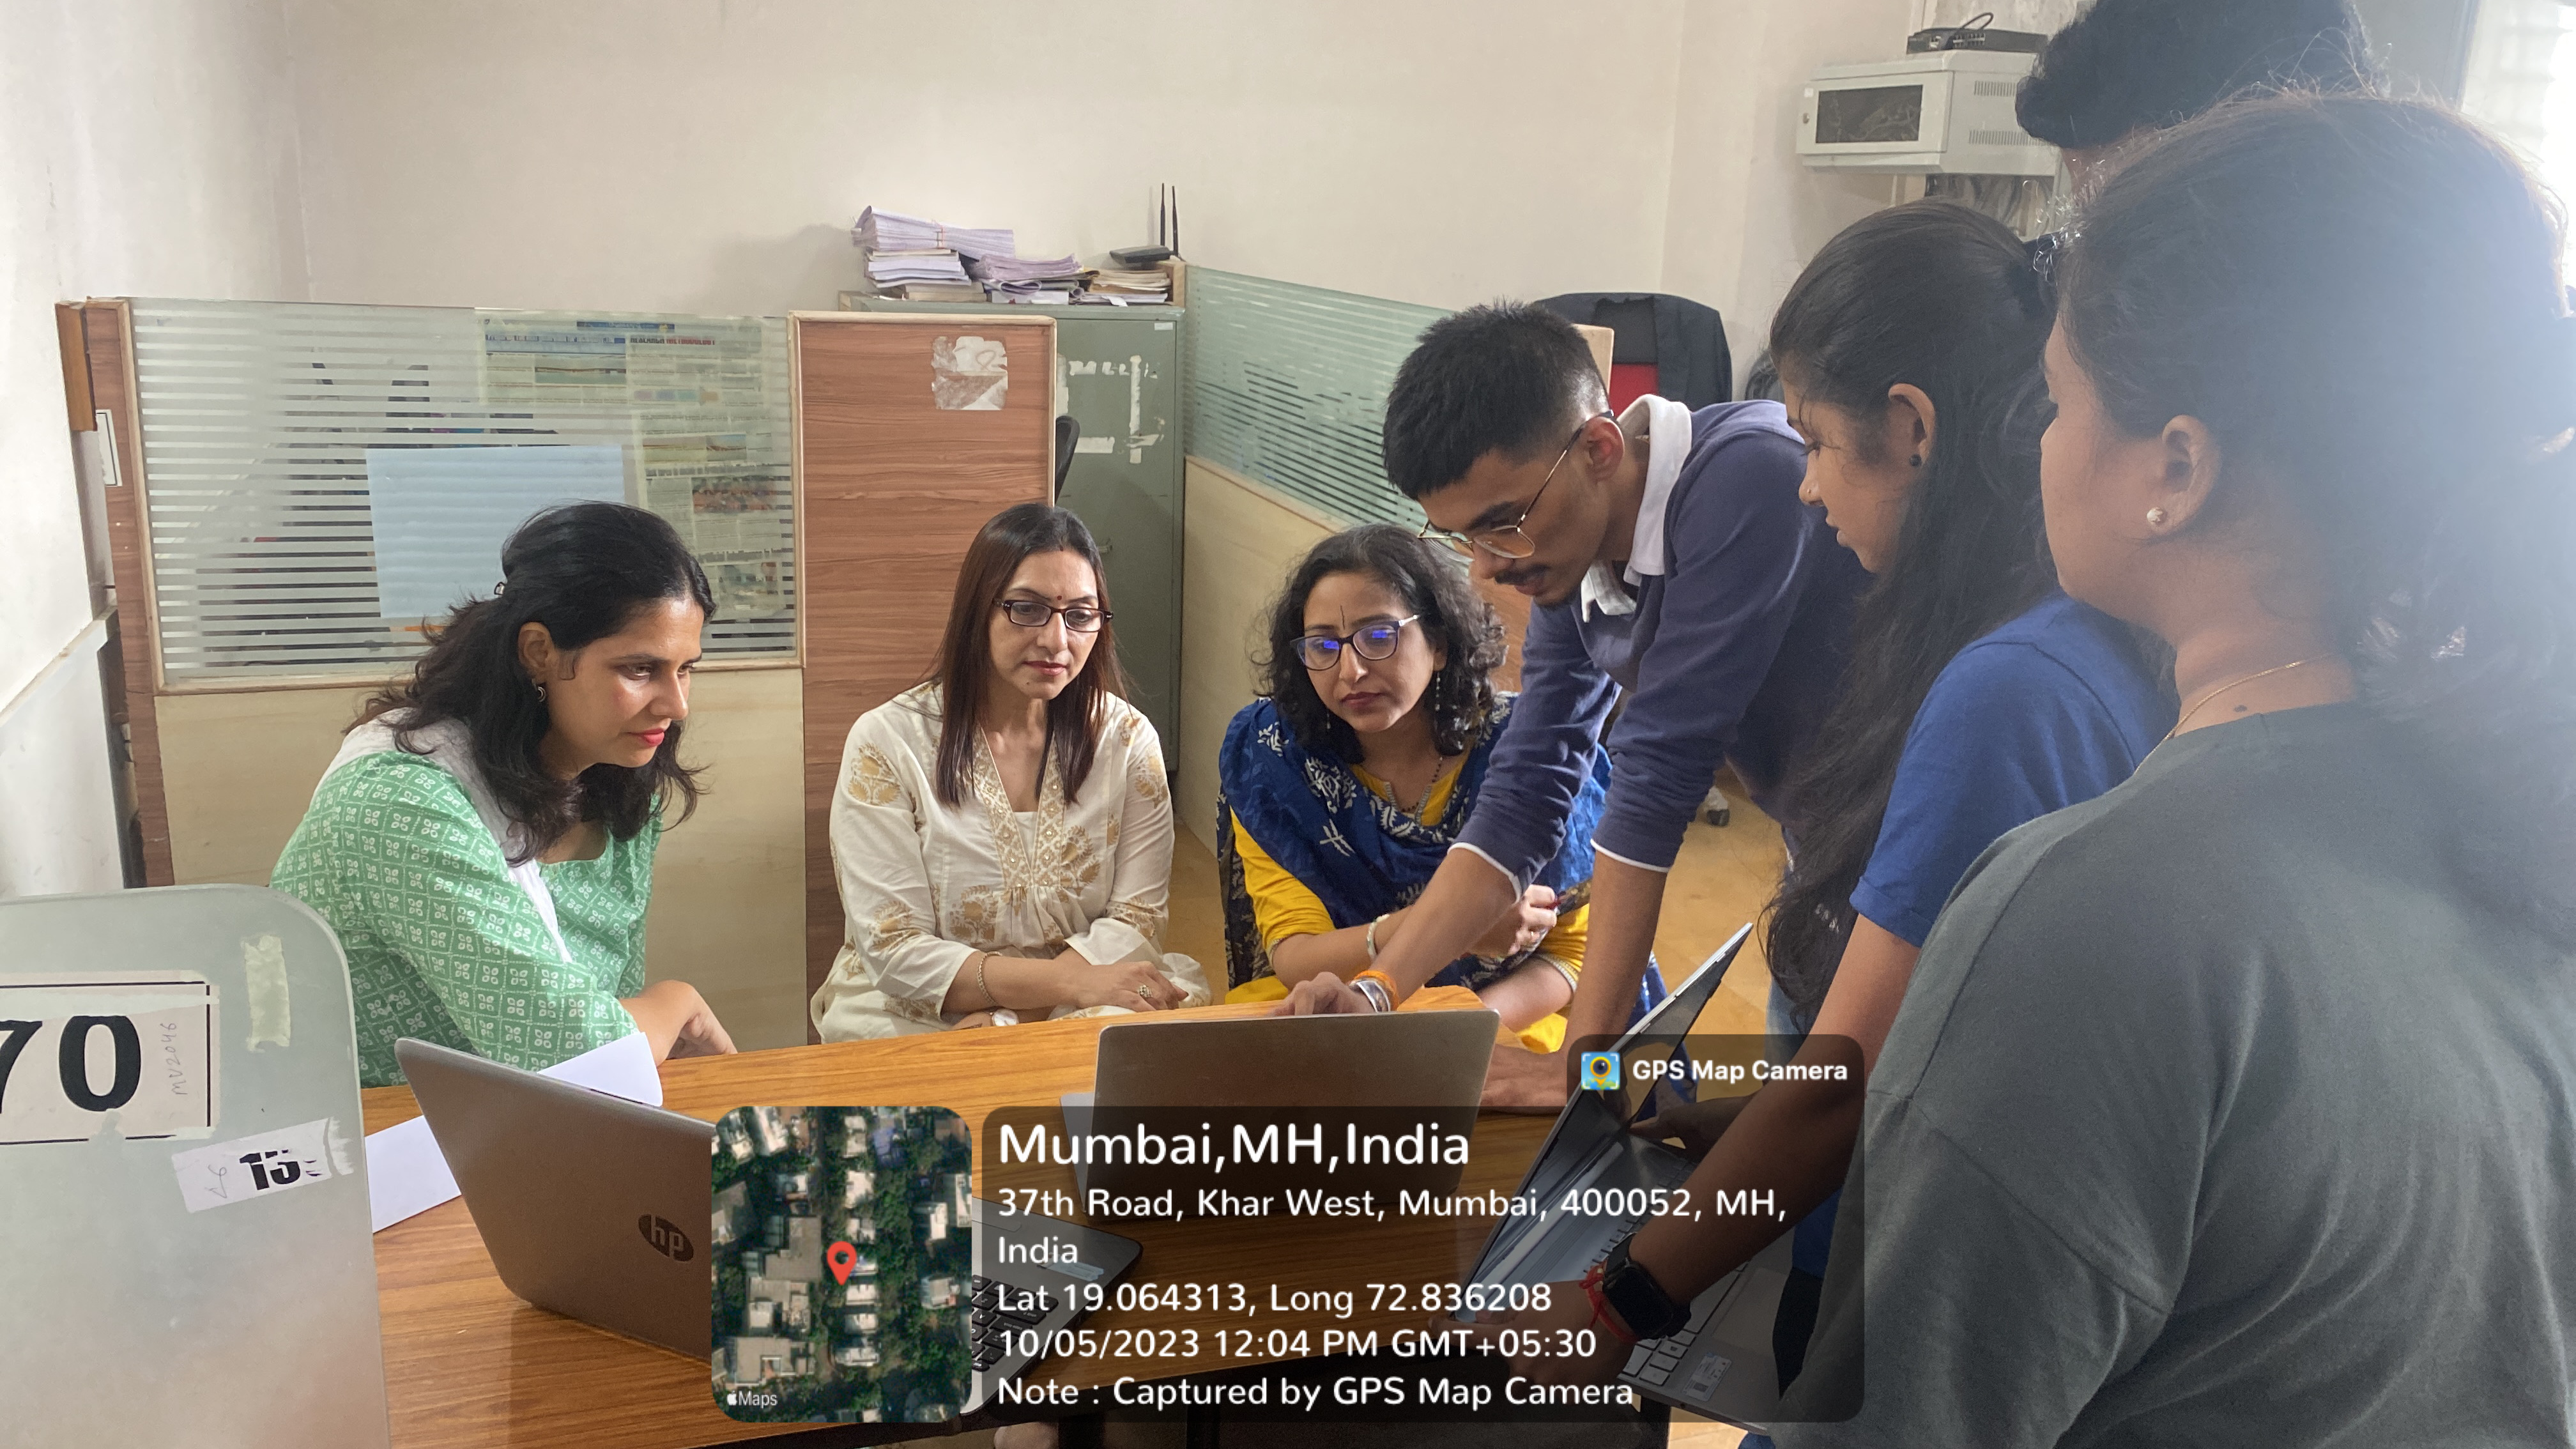 70
MV2046
13
hp
GPS Map Camera
Mumbai,MH,India
37th Road, Khar West, Mumbai, 400052, MH,
India
Lat 19.064313, Long 72.836208
10/05/2023 12:04 PM GMT+05:30
Note : Captured by GPS Map Camera
Maps